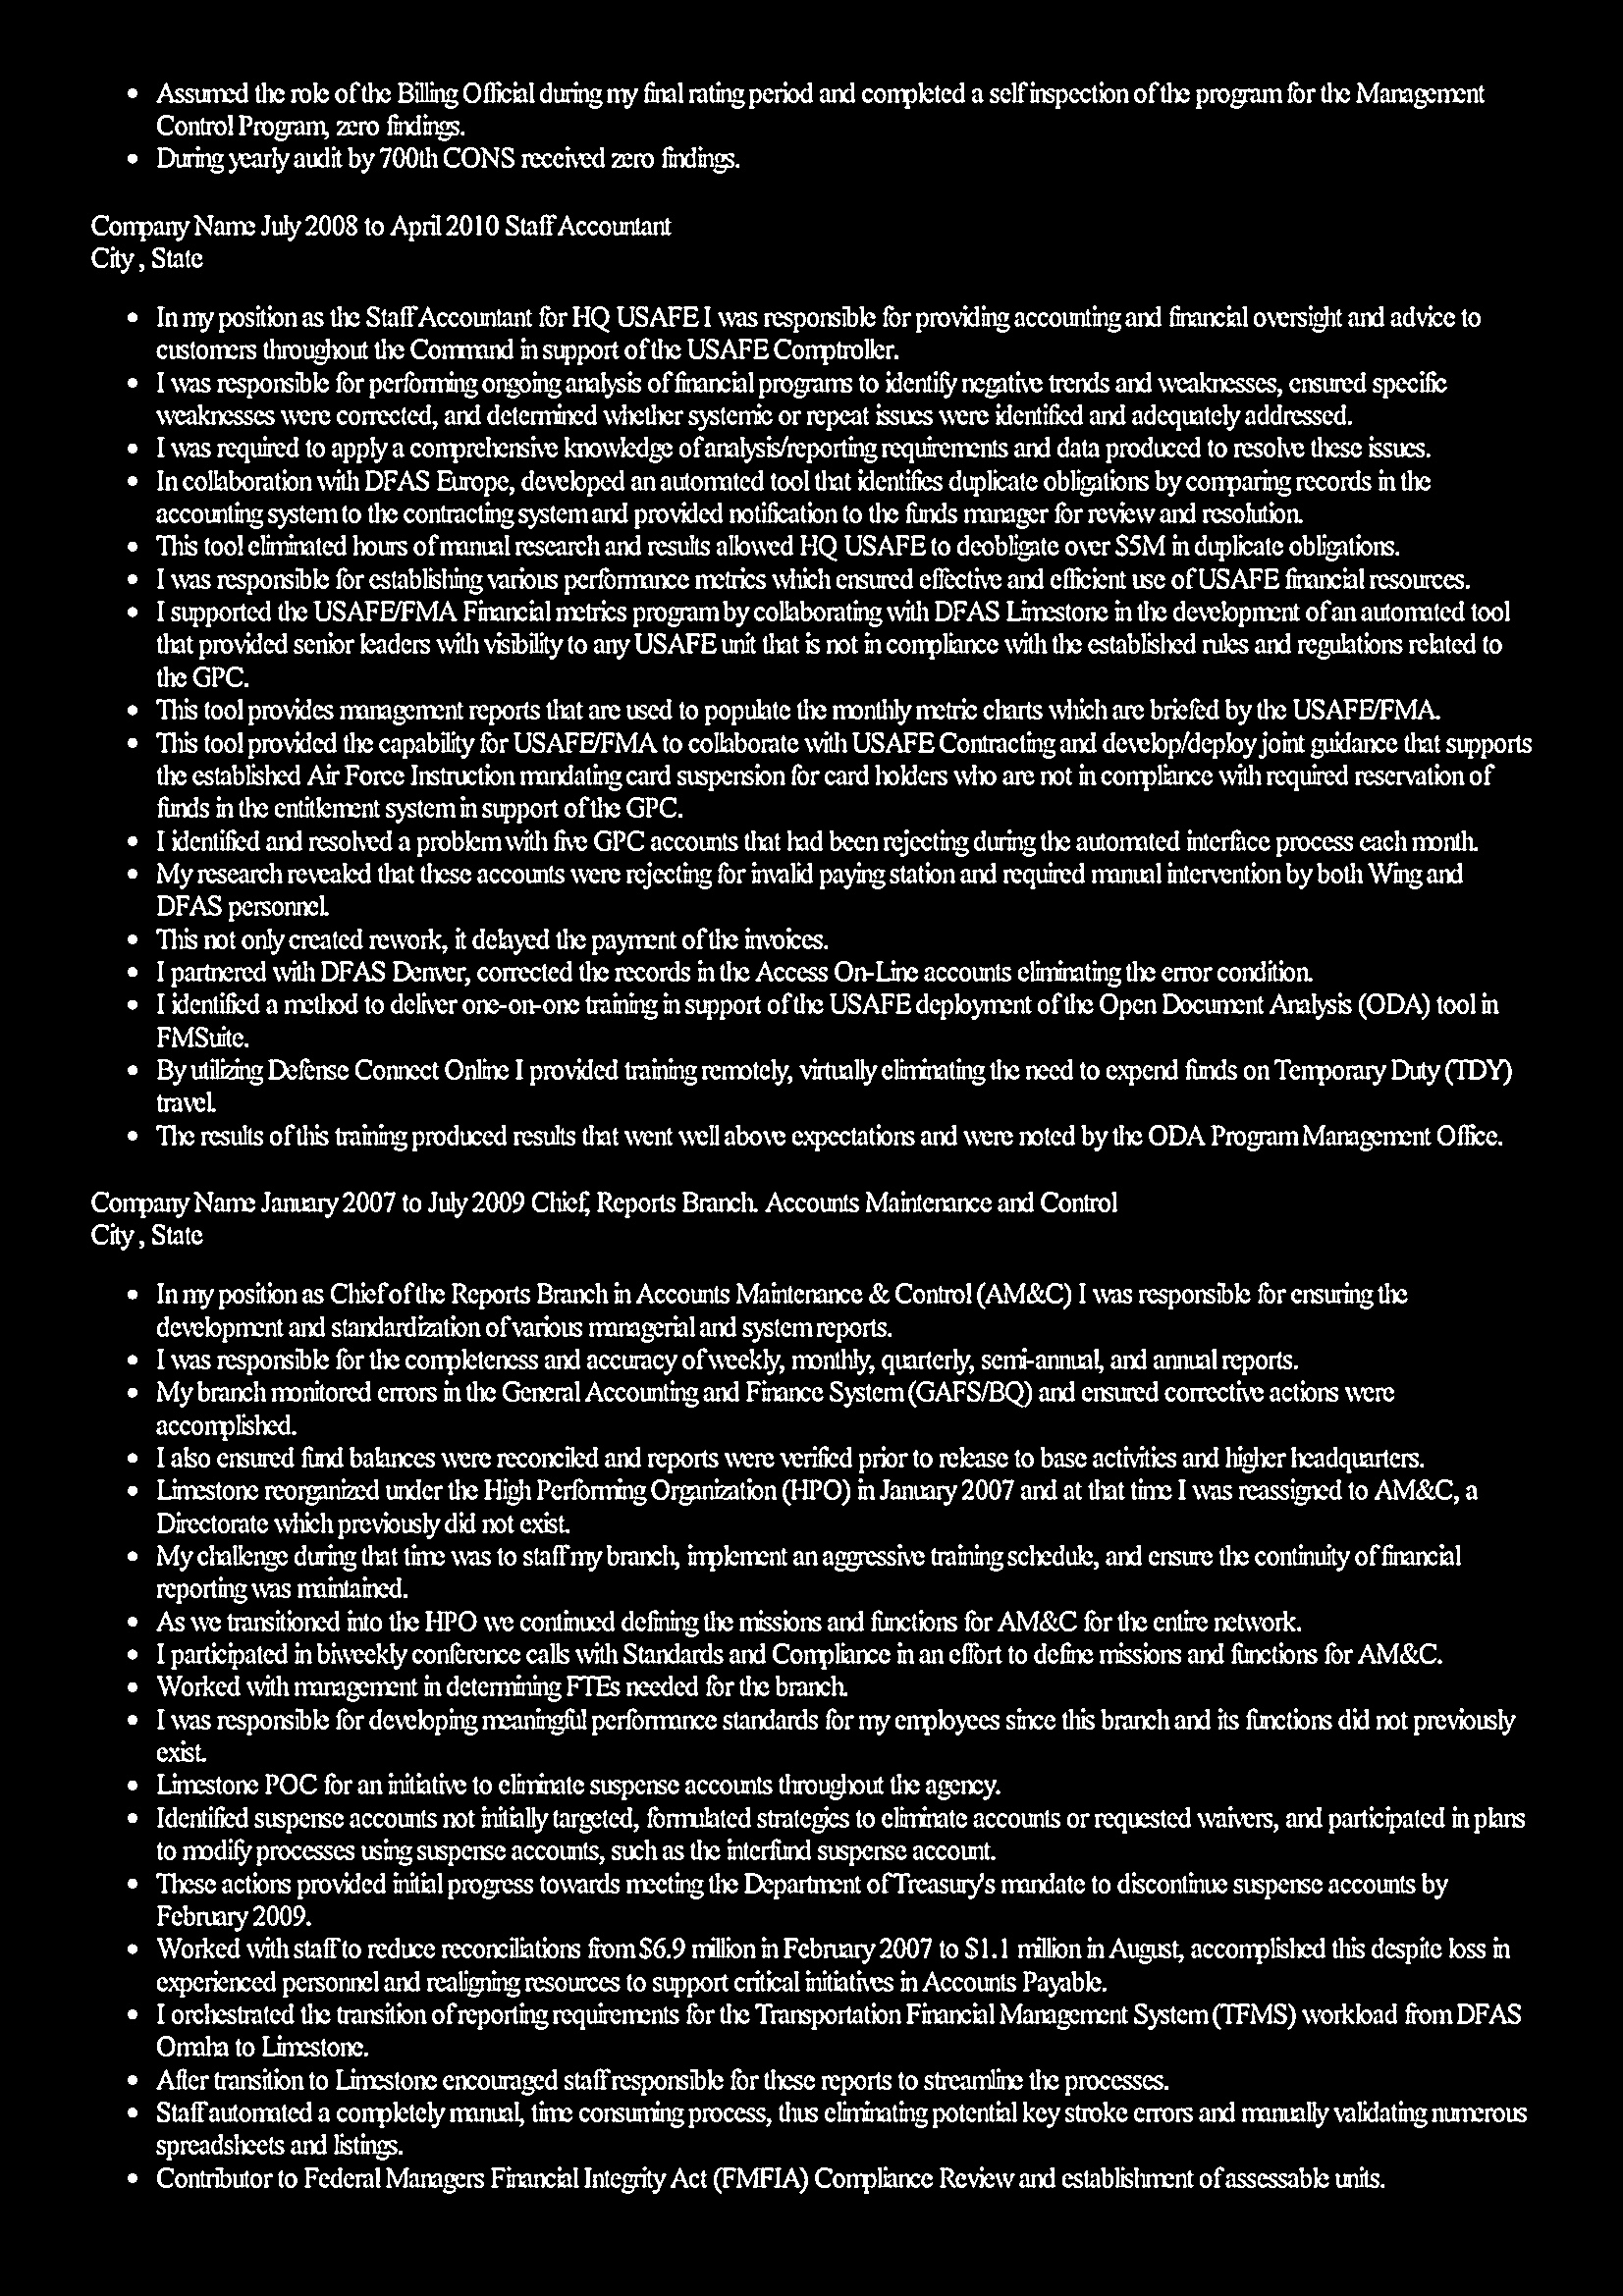 • Assumed the role of the Billing Official during my final rating period and completed a self inspection of the program for the Management
Control Program, zero findings.
• During yearly audit by 700th CONS received zero findings.
Company Name July 2008 to April 2010 Staff Accountant
City , State
• In my position as the Staff Accountant for HQ USAFE I was responsible for providing accounting and financial oversight and advice to
customers throughout the Command in support of the USAFE Comptroller.
• I was responsible for performing ongoing analysis of financial programs to identify negative trends and weaknesses, ensured specific
weaknesses were corrected, and determined whether systemic or repeat issues were identified and adequately addressed.
• I was required to apply a comprehensive knowledge of analysis/reporting requirements and data produced to resolve these issues.
• In collaboration with DFAS Europe, developed an automated tool that identifies duplicate obligations by comparing records in the
accounting system to the contracting system and provided notification to the funds manager for review and resolution.
• This tool eliminated hours of manual research and results allowed HQ USAFE to deobligate over $5M in duplicate obligations.
• I was responsible for establishing various performance metrics which ensured effective and efficient use of USAFE financial resources.
• I supported the USAFE/FMA Financial metrics program by collaborating with DFAS Limestone in the development of an automated tool
that provided senior leaders with visibility to any USAFE unit that is not in compliance with the established rules and regulations related to
the GPC.
• This tool provides management reports that are used to populate the monthly metric charts which are briefed by the USAFE/FMA.
• This tool provided the capability for USAFE/FMA to collaborate with USAFE Contracting and develop/deploy joint guidance that supports
the established Air Force Instruction mandating card suspension for card holders who are not in compliance with required reservation of
funds in the entitlement system in support of the GPC.
• I identified and resolved a problem with five GPC accounts that had been rejecting during the automated interface process each month.
• My research revealed that these accounts were rejecting for invalid paying station and required manual intervention by both Wing and
DFAS personnel.
• This not only created rework, it delayed the payment of the invoices.
• I partnered with DFAS Denver, corrected the records in the Access On-Line accounts eliminating the error condition.
• I identified a method to deliver one-on-one training in support of the USAFE deployment of the Open Document Analysis (ODA) tool in
FMSuite.
• By utilizing Defense Connect Online I provided training remotely, virtually eliminating the need to expend funds on Temporary Duty (TDY)
travel.
• The results of this training produced results that went well above expectations and were noted by the ODA Program Management Office.
Company Name January 2007 to July 2009 Chief, Reports Branch. Accounts Maintenance and Control
City , State
• In my position as Chief of the Reports Branch in Accounts Maintenance & Control (AM&C) I was responsible for ensuring the
development and standardization of various managerial and system reports.
• I was responsible for the completeness and accuracy of weekly, monthly, quarterly, semi-annual, and annual reports.
• My branch monitored errors in the General Accounting and Finance System (GAFS/BQ) and ensured corrective actions were
accomplished.
• I also ensured fund balances were reconciled and reports were verified prior to release to base activities and higher headquarters.
• Limestone reorganized under the High Performing Organization (HPO) in January 2007 and at that time I was reassigned to AM&C, a
Directorate which previously did not exist.
• My challenge during that time was to staff my branch, implement an aggressive training schedule, and ensure the continuity of financial
reporting was maintained.
• As we transitioned into the HPO we continued defining the missions and functions for AM&C for the entire network.
• I participated in biweekly conference calls with Standards and Compliance in an effort to define missions and functions for AM&C.
• Worked with management in determining FTEs needed for the branch.
• I was responsible for developing meaningful performance standards for my employees since this branch and its functions did not previously
exist.
• Limestone POC for an initiative to eliminate suspense accounts throughout the agency.
• Identified suspense accounts not initially targeted, formulated strategies to eliminate accounts or requested waivers, and participated in plans
to modify processes using suspense accounts, such as the interfund suspense account.
• These actions provided initial progress towards meeting the Department of Treasury's mandate to discontinue suspense accounts by
February 2009.
• Worked with staff to reduce reconciliations from $6.9 million in February 2007 to $1.1 million in August, accomplished this despite loss in
experienced personnel and realigning resources to support critical initiatives in Accounts Payable.
• I orchestrated the transition of reporting requirements for the Transportation Financial Management System (TFMS) workload from DFAS
Omaha to Limestone.
• After transition to Limestone encouraged staff responsible for these reports to streamline the processes.
• Staff automated a completely manual, time consuming process, thus eliminating potential key stroke errors and manually validating numerous
spreadsheets and listings.
• Contributor to Federal Managers Financial Integrity Act (FMFIA) Compliance Review and establishment of assessable units.